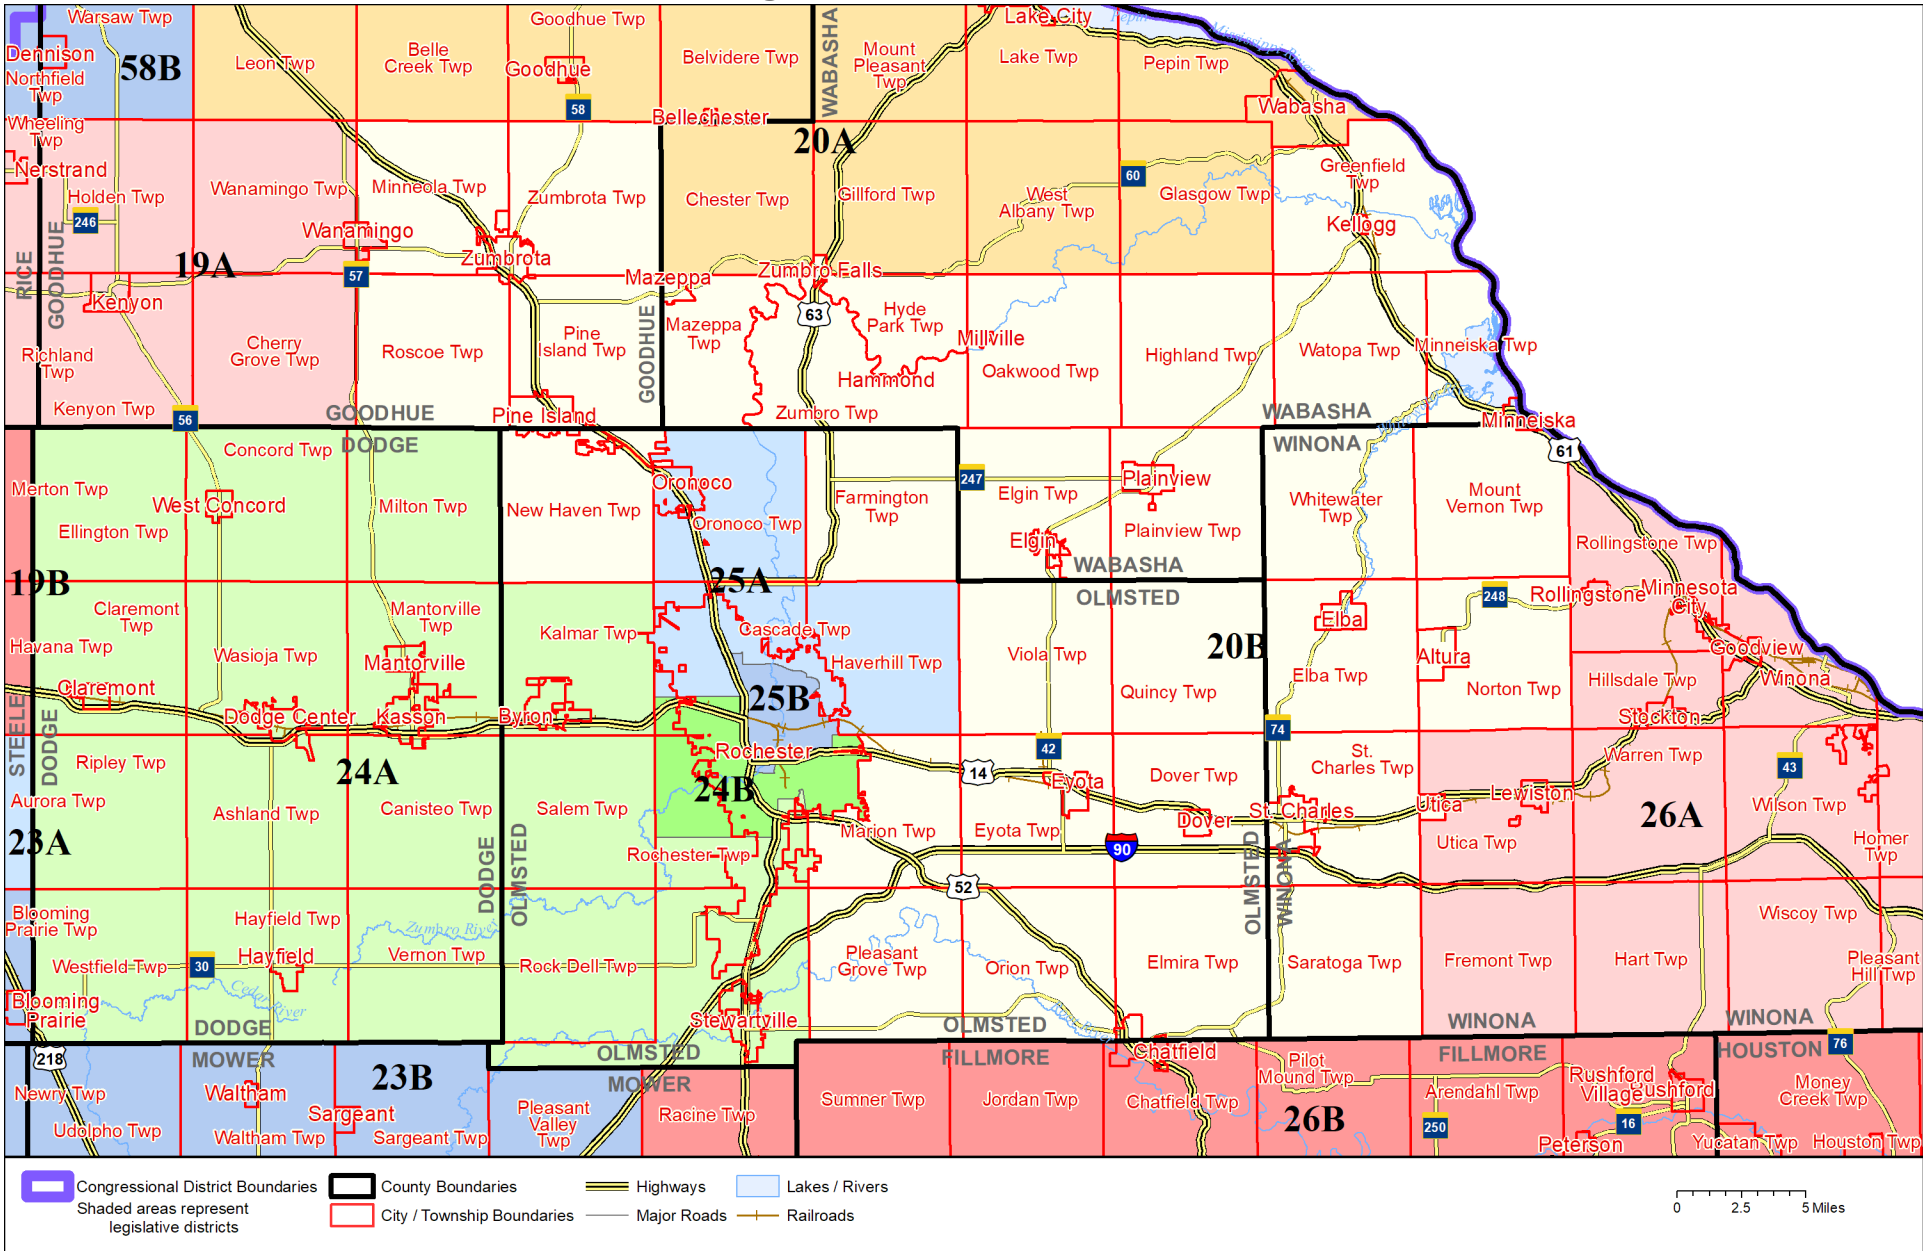 Warsaw Twp
Goodhue Twp
Lake City
Pepin
Mississippi River
Dennison
58B
Leon Twp
Belle
Creek Twp
Goodhue
Belvidere Twp
WABASHA
Mount
Pleasant
Twp
Lake Twp
Pepin Twp
Northfield
Twp
58
Bellechester
Wabasha
Wheeling
Twp
20A
Nerstrand
Holden Twp
Wanamingo Twp
Minneola Twp
Zumbrota Twp
Chester Twp
Gillford Twp
West
Albany Twp
60
Glasgow Twp
Greenfield
Twp
246
Wanamingo
Kellogg
RICE
GOODHUE
19A
57
Zumbrota
Mazeppa
Zumbro Falls
Kenyon
63
Richland
Twp
Cherry
Grove Twp
Roscoe Twp
Pine
Island Twp
GOODHUE
Mazeppa
Twp
Hyde
Park Twp
Millville
Hammond
Oakwood Twp
Highland Twp
Watopa Twp
Minneiska Twp
Kenyon Twp
56
GOODHUE
DODGE
Pine Island
Zumbro Twp
WABASHA
WINONA
Minneiska
61
Concord Twp
Merton Twp
West Concord
Ellington Twp
Milton Twp
New Haven Twp
Oronoco
Oronoco Twp
Farmington
Twp
247
Elgin Twp
Plainview
Plainview Twp
Elgin
Whitewater
Twp
Mount
Vernon Twp
Rollingstone Twp
WABASHA
OLMSTED
19B
25A
Claremont
Twp
Mantorville
Twp
Kalmar Twp
Cascade Twp
Haverhill Twp
Viola Twp
20B
Elba
248
Rollingstone
Minnesota
City
Havana Twp
Wasioja Twp
Mantorville
Quincy Twp
Elba Twp
Altura
Norton Twp
Hillsdale Twp
Goodview
Winona
Claremont
STEELE
DODGE
Dodge Center
Kasson
Byron
25B
74
Stockton
Ripley Twp
24A
Rochester
24B
14
42
Eyota
Dover Twp
St.
Charles Twp
Warren Twp
43
Aurora Twp
Ashland Twp
Canisteo Twp
Salem Twp
Marion Twp
Eyota Twp
Dover
St. Charles
Utica
Lewiston
26A
Wilson Twp
23A
DODGE
OLMSTED
Rochester Twp
90
OLMSTED
WINONA
Utica Twp
Homer
Twp
52
Blooming
Prairie Twp
Hayfield Twp
Zumbro River
Wiscoy Twp
Westfield Twp
30
Hayfield
Vernon Twp
Rock Dell Twp
Pleasant
Grove Twp
Orion Twp
Elmira Twp
Saratoga Twp
Fremont Twp
Hart Twp
Pleasant
Hill Twp
Cedar River
Blooming
Prairie
DODGE
MOWER
Stewartville
OLMSTED
MOWER
OLMSTED
FILLMORE
WINONA
FILLMORE
WINONA
HOUSTON
76
218
Chatfield
Newry Twp
Waltham
23B
Sargeant
Pleasant
Valley
Twp
Racine Twp
Sumner Twp
Jordan Twp
Chatfield Twp
Pilot
Mound Twp
26B
Arendahl Twp
250
Rushford
Village
Rushford
16
Money
Creek Twp
Udolpho Twp
Waltham Twp
Sargeant Twp
Peterson
Yucatan Twp
Houston Twp
Congressional District Boundaries
County Boundaries
Highways
Lakes / Rivers
Shaded areas represent
legislative districts
City / Township Boundaries
Major Roads
Railroads
0 2.5 5 Miles